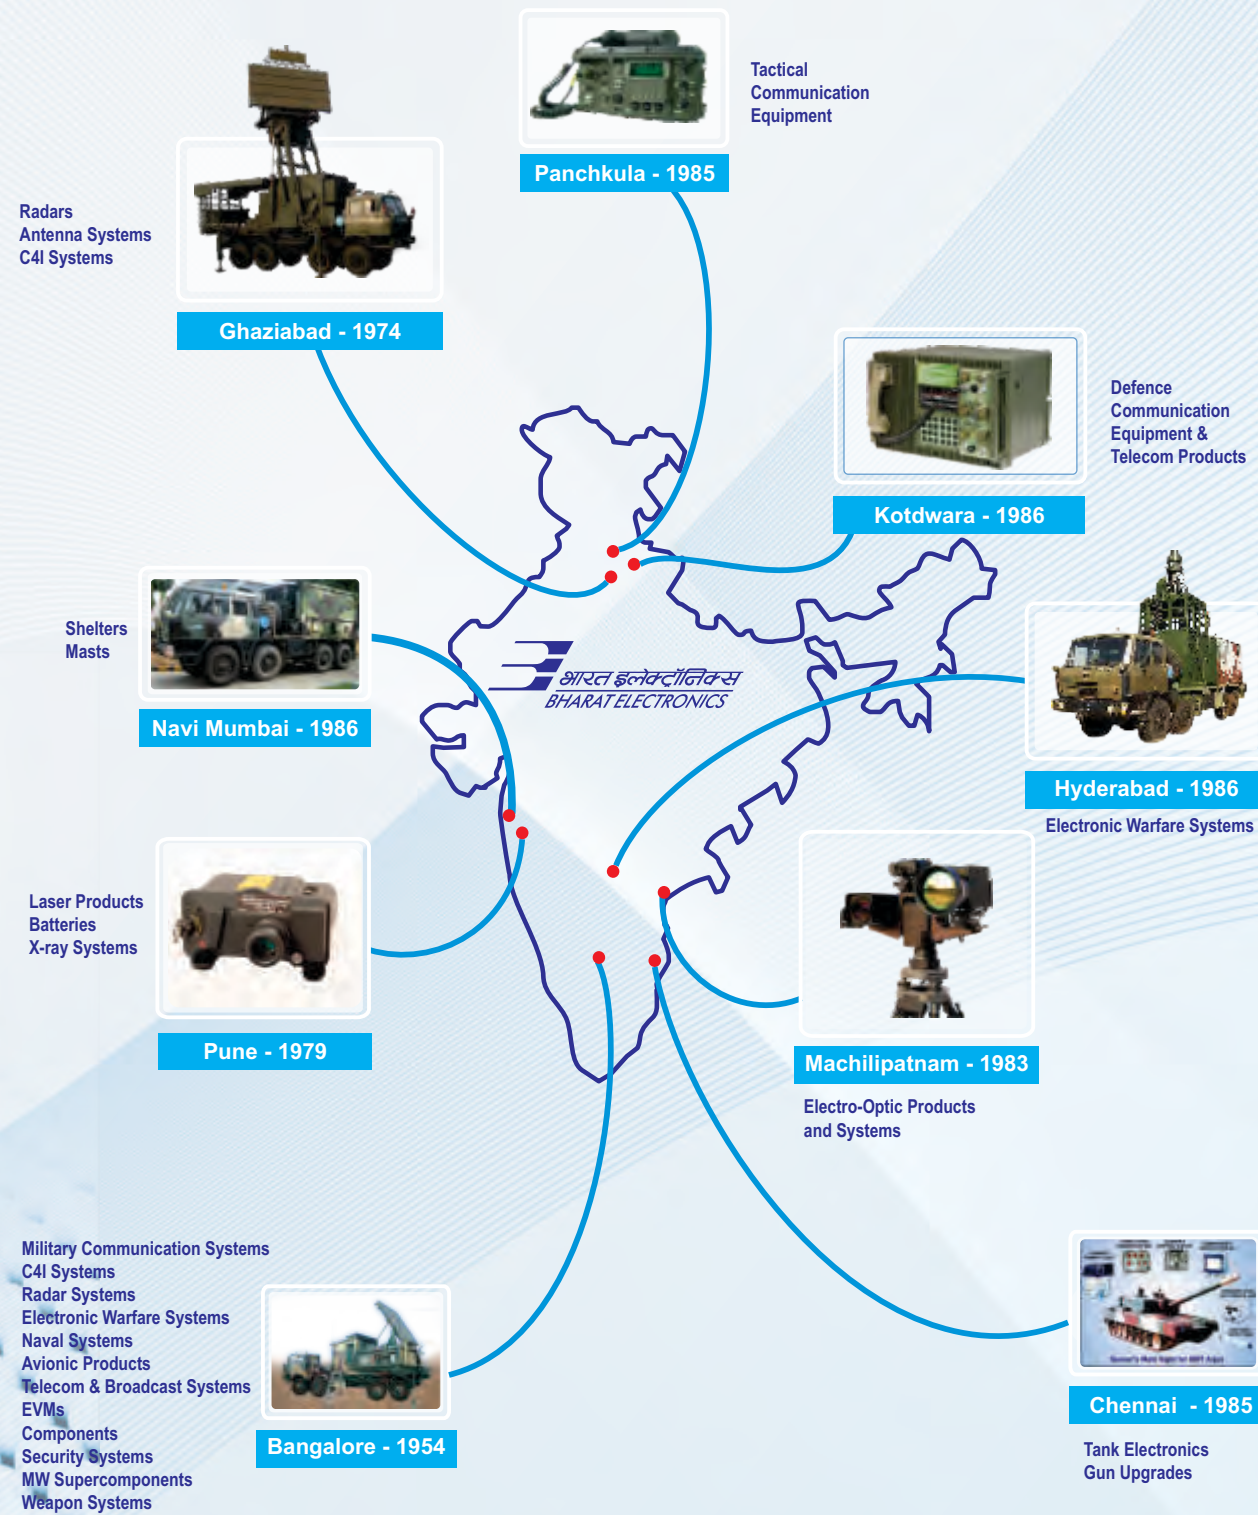 Tactical
Communication
Equipment
Panchkula - 1985
Radars
Antenna Systems
C4I Systems
Ghaziabad - 1974
Defence
Communication
Equipment &
Telecom Products
Kotdwara - 1986
Shelters
Masts
Navi Mumbai - 1986
भारत इलेक्ट्रॉनिक्स
BHARAT ELECTRONICS
Hyderabad - 1986
Electronic Warfare Systems
Laser Products
Batteries
X-ray Systems
Pune - 1979
Machilipatnam - 1983
Electro-Optic Products
and Systems
Military Communication Systems
C4I Systems
Radar Systems
Electronic Warfare Systems
Naval Systems
Avionic Products
Telecom & Broadcast Systems
EVMs
Components
Security Systems
MW Supercomponents
Weapon Systems
Bangalore - 1954
Chennai - 1985
Tank Electronics
Gun Upgrades